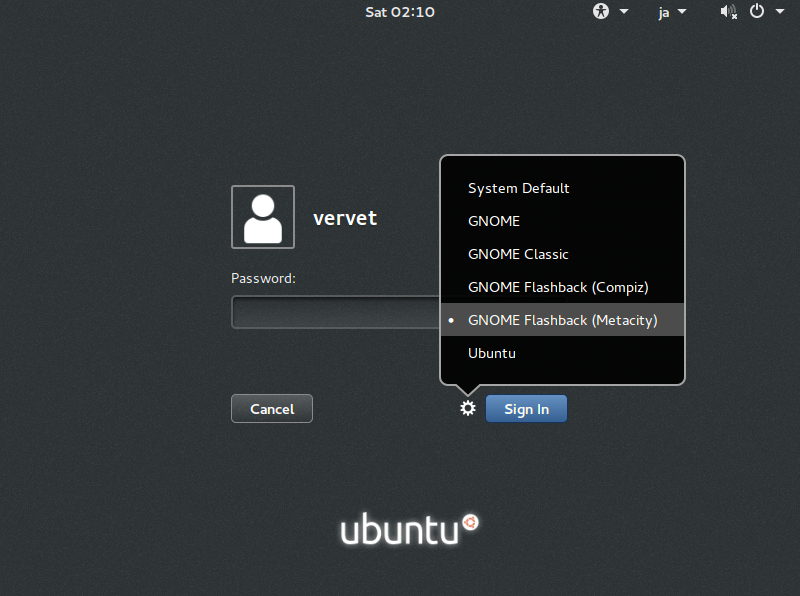 Sat 02:10
ja
System Default
GNOME
vervet
GNOME Classic
Password:
GNOME Flashback (Compiz)
GNOME Flashback (Metacity)
Ubuntu
Cancel
Sign In
ubuntu